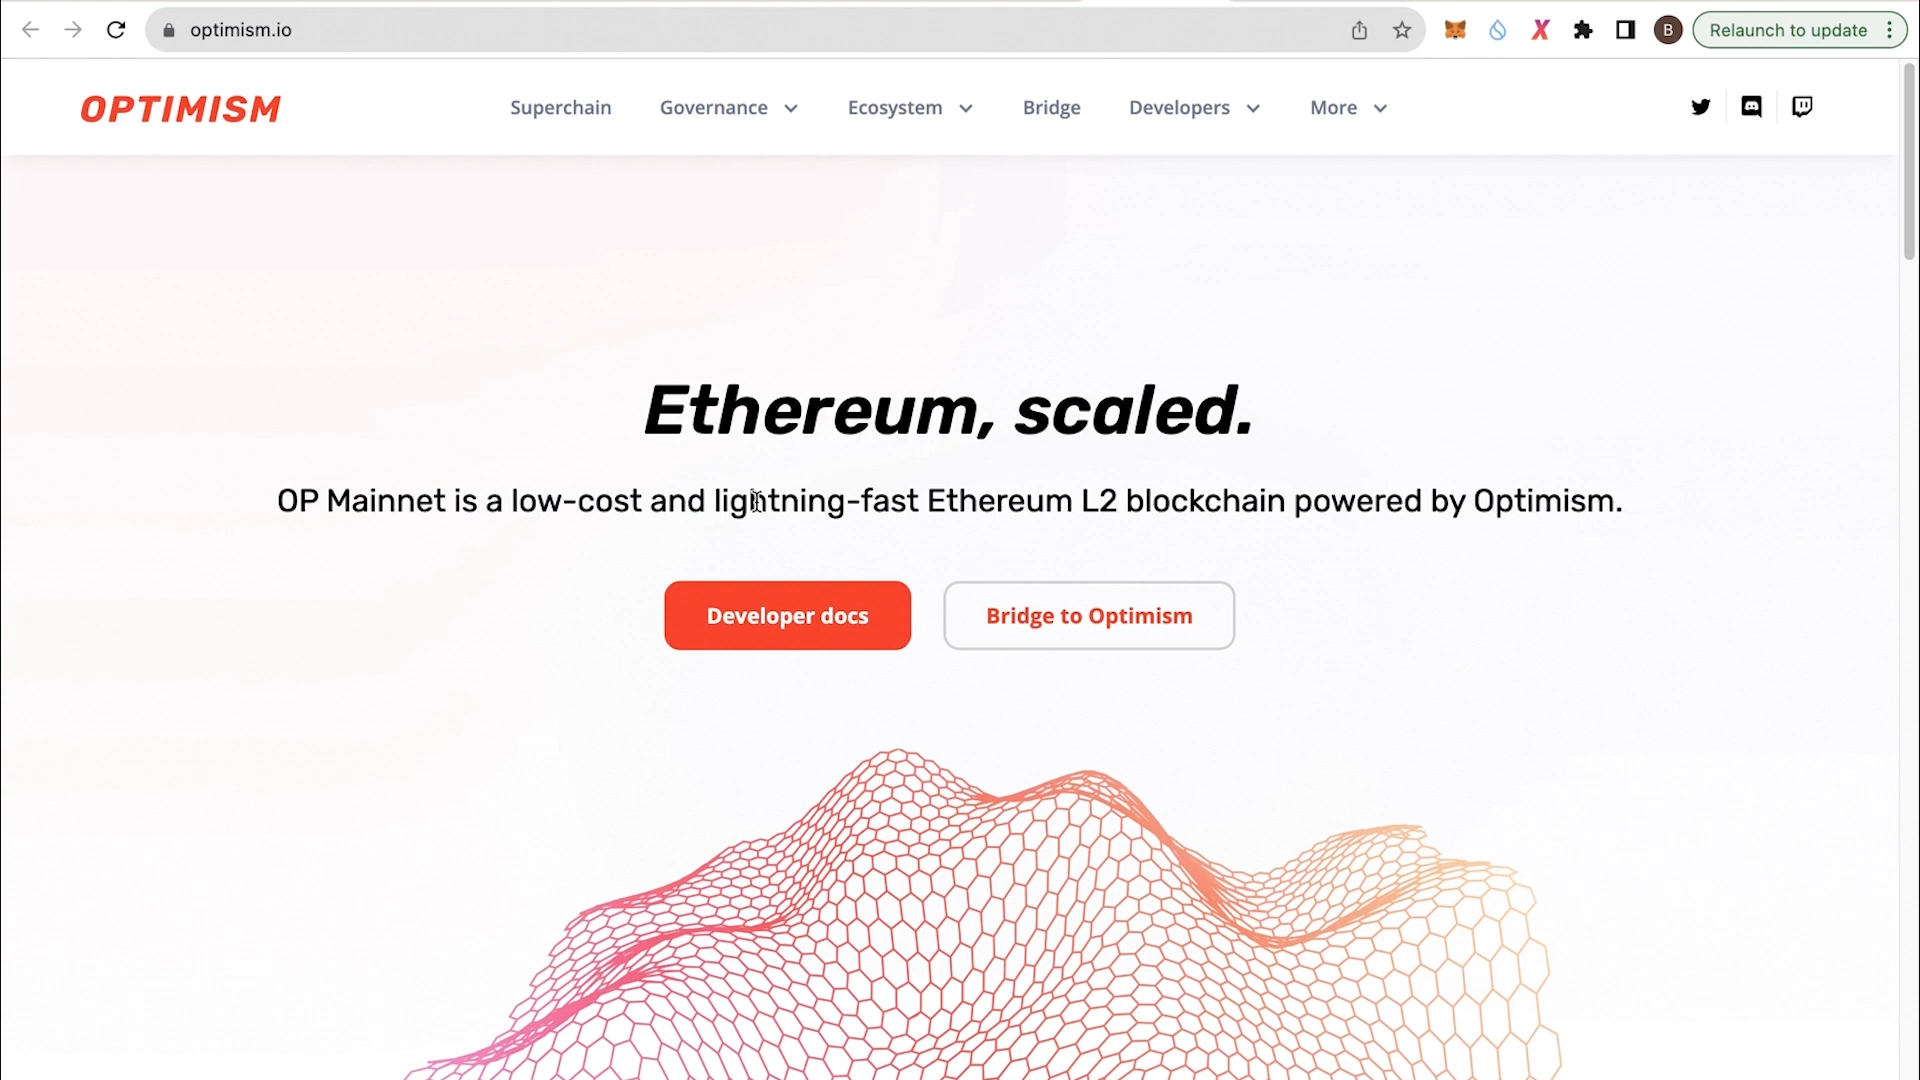 optimism.io
B
Relaunch to update
OPTIMISM
Superchain
Governance
Ecosystem
Bridge
Developers
More
Ethereum, scaled.
OP Mainnet is a low-cost and lightning-fast Ethereum L2 blockchain powered by Optimism.
Developer docs
Bridge to Optimism